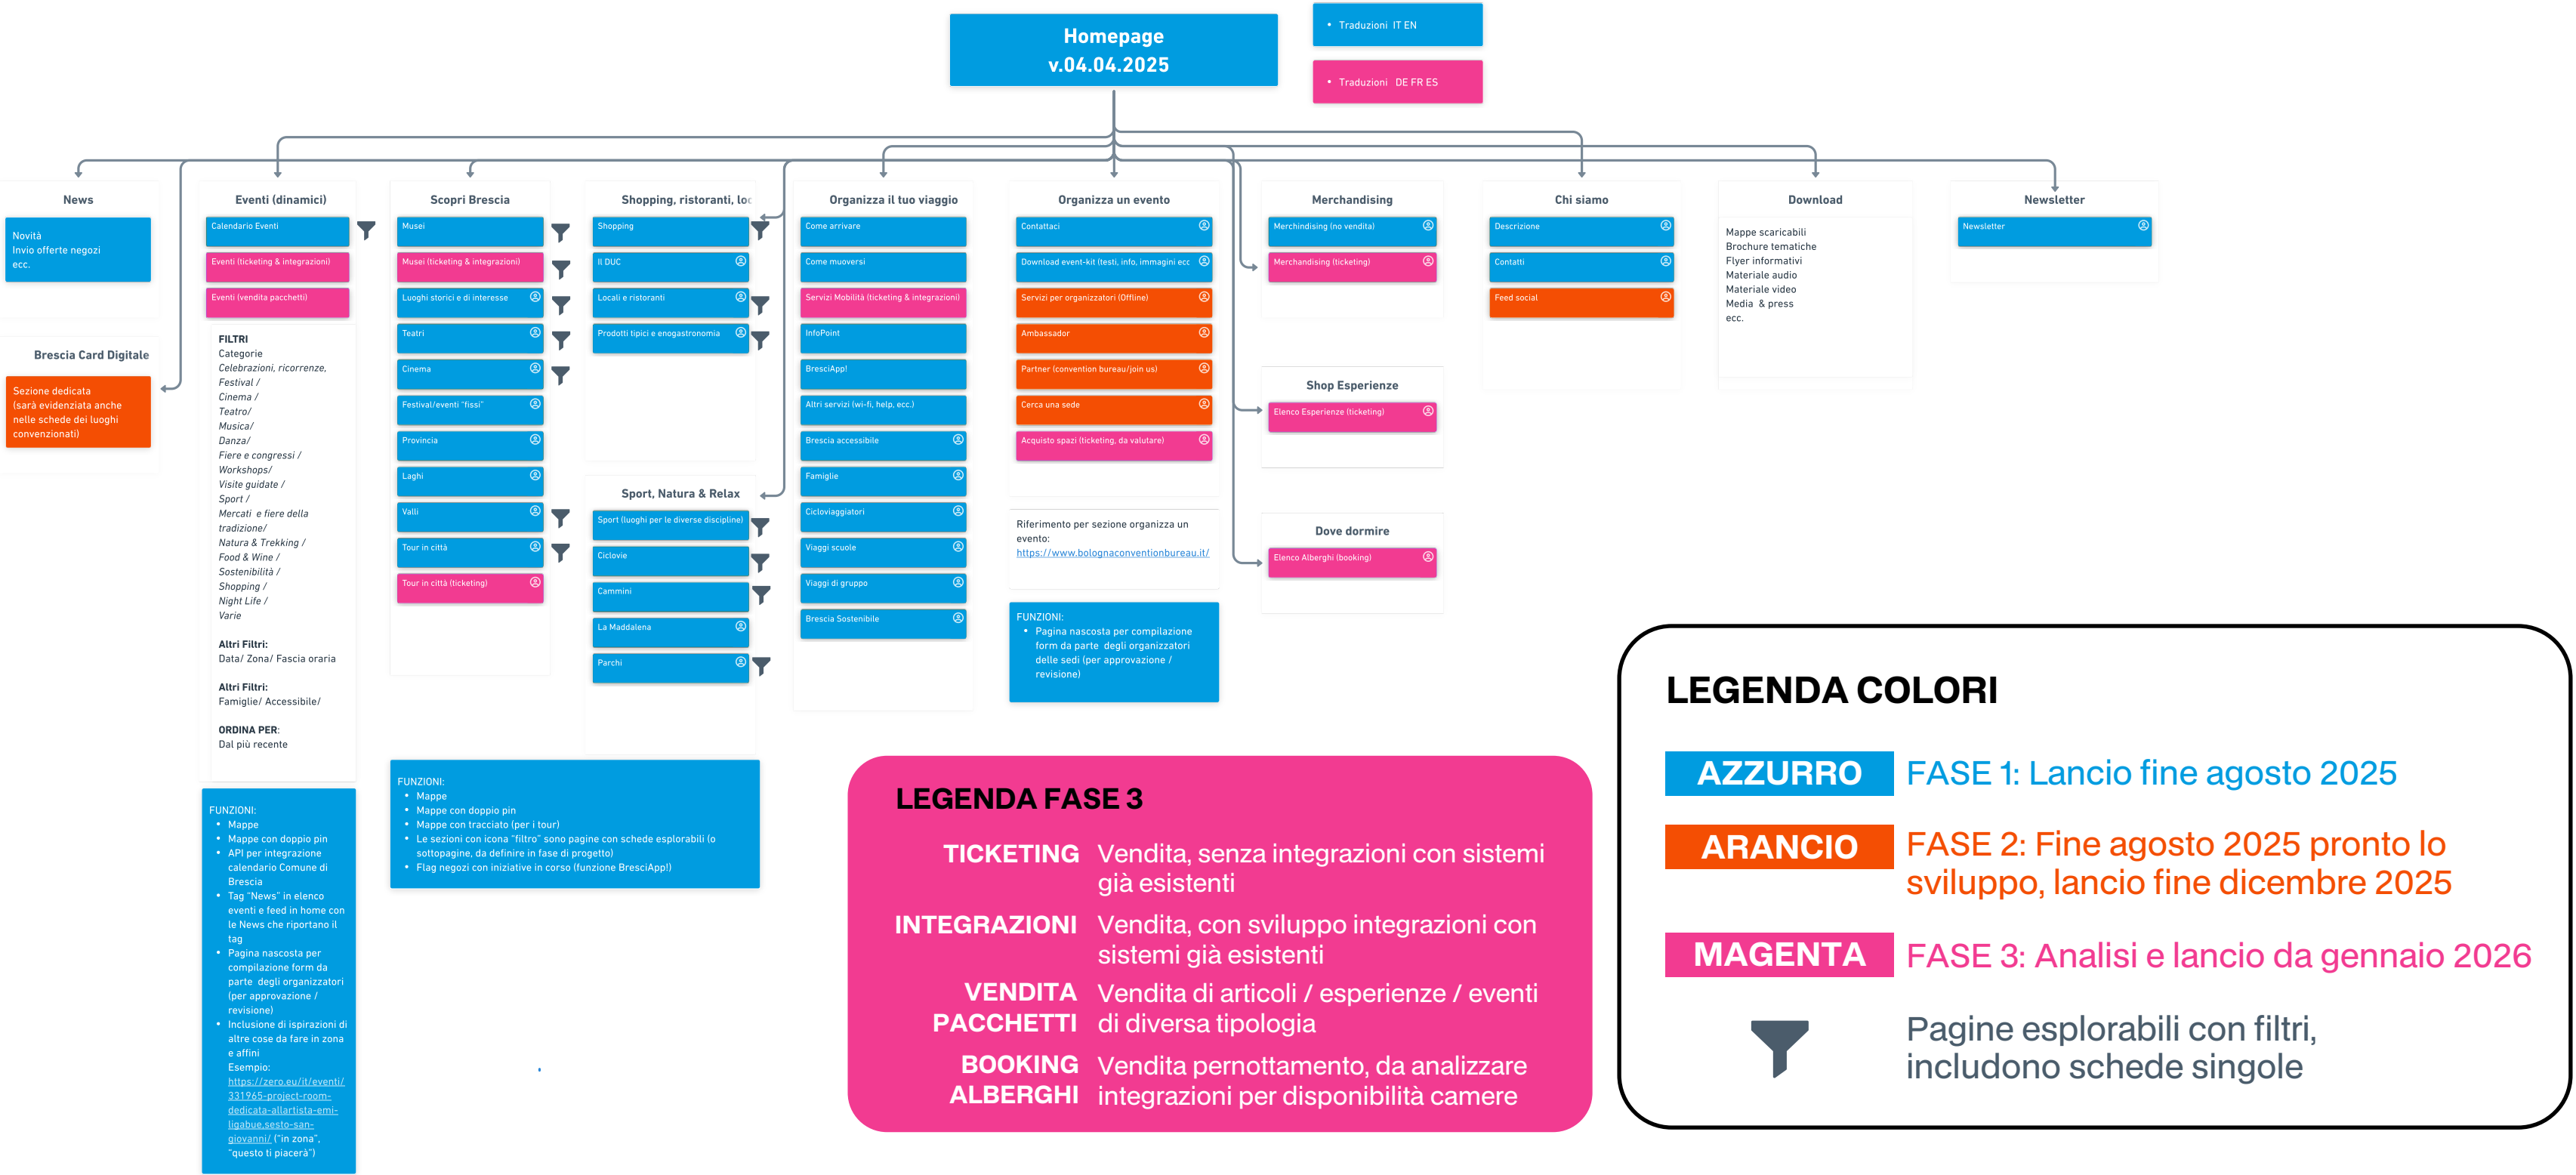 Homepage
v.04.04.2025
• Traduzioni IT EN
• Traduzioni DE FR ES
News
Novità
Invio offerte negozi
ecc.
Brescia Card Digitale
Sezione dedicata
(sarà evidenziata anche
nelle schede dei luoghi
convenzionati)
Eventi (dinamici)
Calendario Eventi
Eventi (ticketing & integrazioni)
Eventi (vendita pacchetti)
FILTRI
Categorie
Celebrazioni, ricorrenze,
Festival /
Cinema /
Teatro/
Musica/
Danza/
Fiere e congressi /
Workshops/
Visite guidate /
Sport /
Mercati e fiere della
tradizione/
Natura & Trekking /
Food & Wine /
Sostenibilità /
Shopping /
Night Life /
Varie
Altri Filtri:
Data/ Zona/ Fascia oraria
Altri Filtri:
Famiglie/ Accessibile/
ORDINA PER:
Dal più recente
FUNZIONI:
• Mappe
• Mappe con doppio pin
• API per integrazione
calendario Comune di
Brescia
• Tag “News” in elenco
eventi e feed in home con
le News che riportano il
tag
• Pagina nascosta per
compilazione form da
parte degli organizzatori
(per approvazione /
revisione)
• Inclusione di ispirazioni di
altre cose da fare in zona
e affini
Esempio:
https://zero.eu/it/eventi/
331965-project-room-
dedicata-allartista-emi-
ligabue,sesto-san-
giovanni/ (“in zona”,
“questo ti piacerà”)
Scopri Brescia
Musei
Musei (ticketing & integrazioni)
Luoghi storici e di interesse
Teatri
Cinema
Festival/eventi “fissi”
Provincia
Laghi
Valli
Tour in città
Tour in città (ticketing)
Shopping, ristoranti, loc
Shopping
Il DUC
Locali e ristoranti
Prodotti tipici e enogastronomia
Sport, Natura & Relax
Sport (luoghi per le diverse discipline)
Ciclovie
Cammini
La Maddalena
Parchi
FUNZIONI:
• Mappe
• Mappe con doppio pin
• Mappe con tracciato (per i tour)
• Le sezioni con icona “filtro” sono pagine con schede esplorabili (o
sottopagine, da definire in fase di progetto)
• Flag negozi con iniziative in corso (funzione BresciApp!)
Organizza il tuo viaggio
Come arrivare
Come muoversi
Servizi Mobilità (ticketing & integrazioni)
InfoPoint
BresciApp!
Altri servizi (wi-fi, help, ecc.)
Brescia accessibile
Famiglie
Cicloviaggiatori
Viaggi scuole
Viaggi di gruppo
Brescia Sostenibile
Organizza un evento
Contattaci
Download event-kit (testi, info, immagini ecc
Servizi per organizzatori (Offline)
Ambassador
Partner (convention bureau/join us)
Cerca una sede
Acquisto spazi (ticketing, da valutare)
Riferimento per sezione organizza un
evento:
https://www.bolognaconventionbureau.it/
FUNZIONI:
• Pagina nascosta per compilazione
form da parte degli organizzatori
delle sedi (per approvazione /
revisione)
Merchandising
Merchindising (no vendita)
Merchandising (ticketing)
Shop Esperienze
Elenco Esperienze (ticketing)
Dove dormire
Elenco Alberghi (booking)
Chi siamo
Descrizione
Contatti
Feed social
Download
Mappe scaricabili
Brochure tematiche
Flyer informativi
Materiale audio
Materiale video
Media & press
ecc.
Newsletter
Newsletter
LEGENDA FASE 3
TICKETING Vendita, senza integrazioni con sistemi
già esistenti
INTEGRAZIONI Vendita, con sviluppo integrazioni con
sistemi già esistenti
VENDITA Vendita di articoli / esperienze / eventi
PACCHETTI di diversa tipologia
BOOKING Vendita pernottamento, da analizzare
ALBERGHI integrazioni per disponibilità camere
LEGENDA COLORI
AZZURRO FASE 1: Lancio fine agosto 2025
ARANCIO FASE 2: Fine agosto 2025 pronto lo
sviluppo, lancio fine dicembre 2025
MAGENTA FASE 3: Analisi e lancio da gennaio 2026
Pagine esplorabili con filtri,
includono schede singole